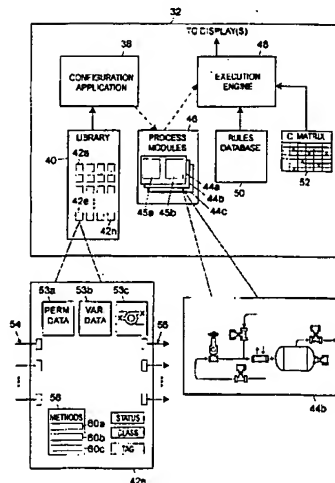 32
TO DISPLAY(S)
38
48
CONFIGURATION APPLICATION
EXECUTION ENGINE
46
LIBRARY
PROCESS MODULES
RULES DATABASE
C MATRIX
40
42a
44a
44b
44c
42e
42n
45a
45b
50
52
53a
53b
53c
PERM DATA
VAR. DATA
54
55
58
METHODS
60a
60b
60c
STATUS
CLASS
TAG
42e
44b